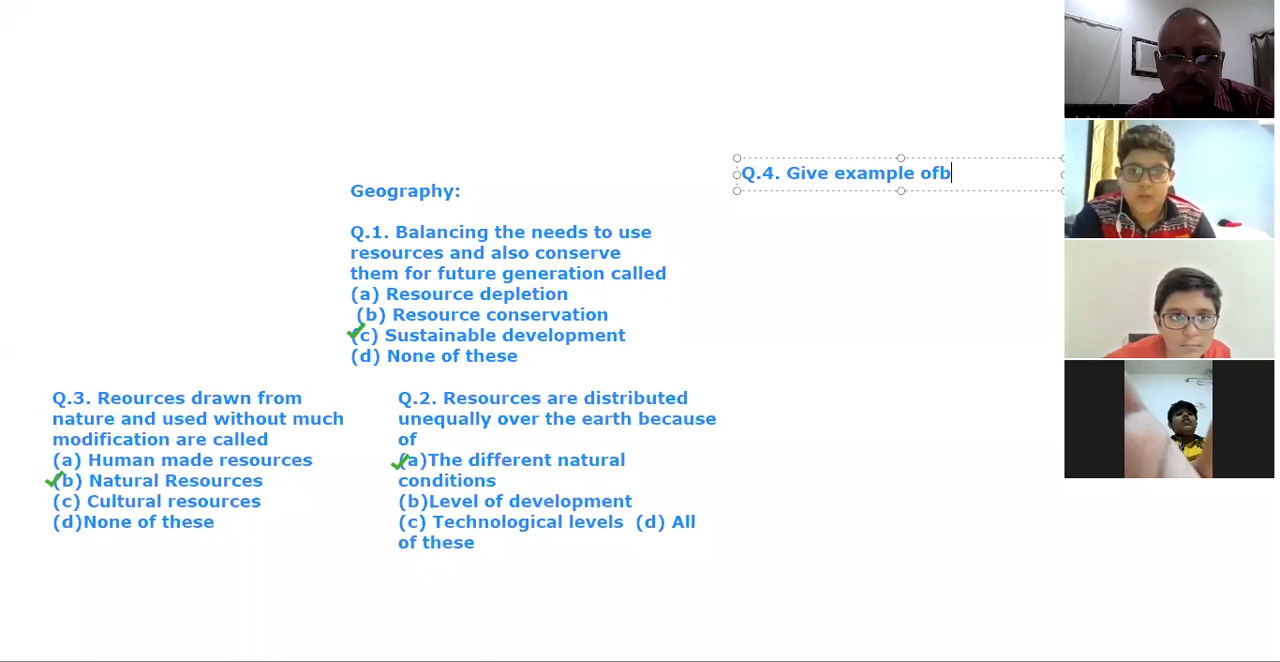 Geography:
Q.1. Balancing the needs to use
resources and also conserve
them for future generation called
(a) Resource depletion
(b) Resource conservation
(c) Sustainable development
(d) None of these
Q.2. Resources are distributed
unequally over the earth because
of
(a)The different natural
conditions
(b)Level of development
(c) Technological levels (d) All
of these
Q.3. Reources drawn from
nature and used without much
modification are called
(a) Human made resources
(b) Natural Resources
(c) Cultural resources
(d)None of these
Q.4. Give example ofb